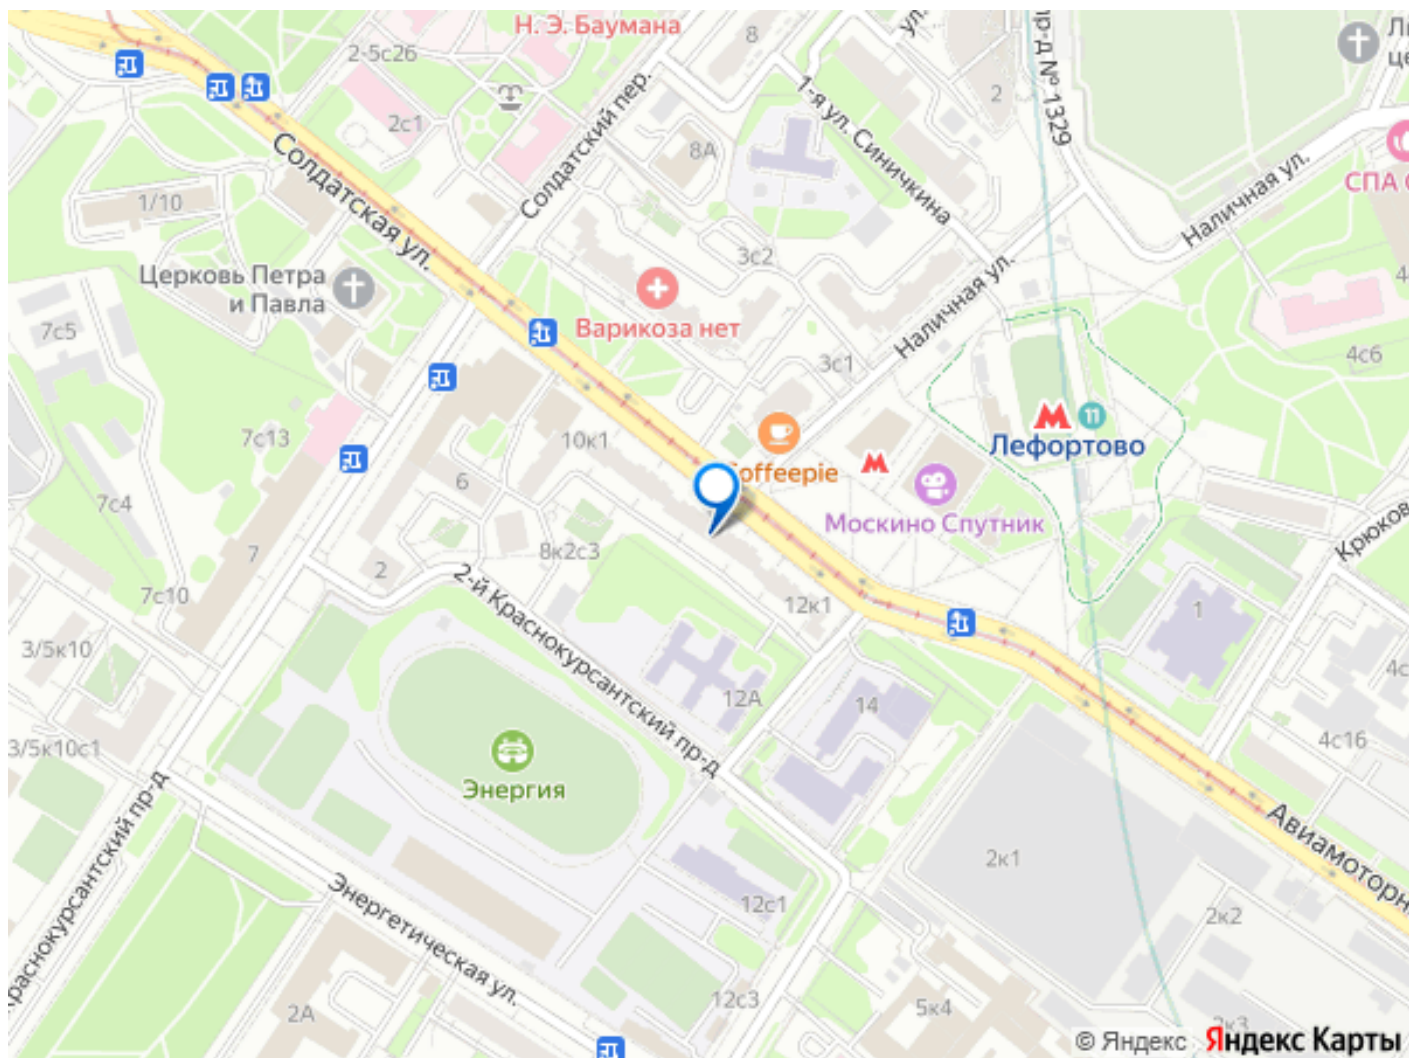 Н. Э. Баумана
8
2-5с26
2
пр-д № 1329
2с1
Солдатский пер.
8А
1-я ул. Синичкина
ул.
СПА
1/10
Солдатская ул.
Наличная ул.
3с2
Церковь Петра
и Павла
Варикоза нет
Наличная ул.
7с5
3с1
4с6
7с13
10к1
11
Лефортово
Coffeepie
6
7с4
Москино Спутник
8к2с3
7
2
2-й Краснокурсантский пр-д
7с10
12к1
1
3/5к10
12А
14
4с16
3/5к10с1
Энергия
Краснокурсантский пр-д
Авиамоторн
2к1
Энергетическая ул.
12с1
2к2
12с3
5к4
2А
2к3
© Яндекс Яндекс Карты